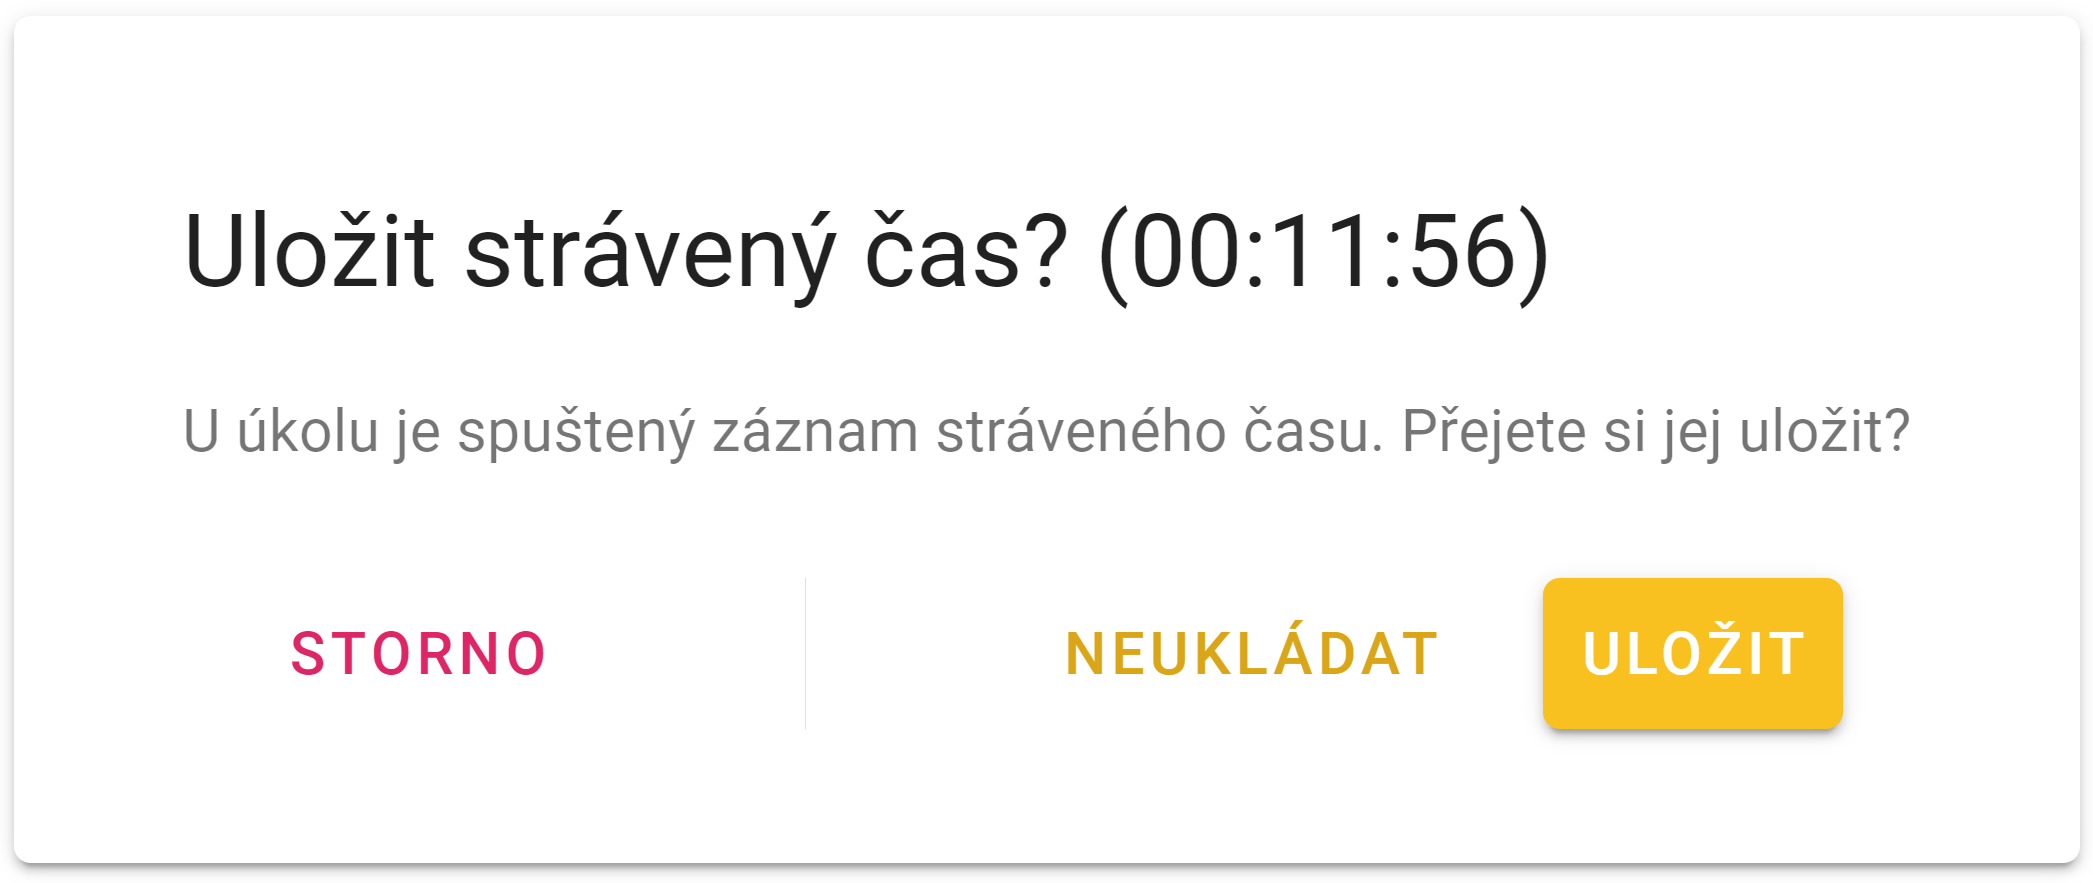 Uložit strávený čas? (00:11:56)
U úkolu je spuštený záznam stráveného času. Přejete si jej uložit?
STORNO
NEUKLÁDAT
ULOŽIT